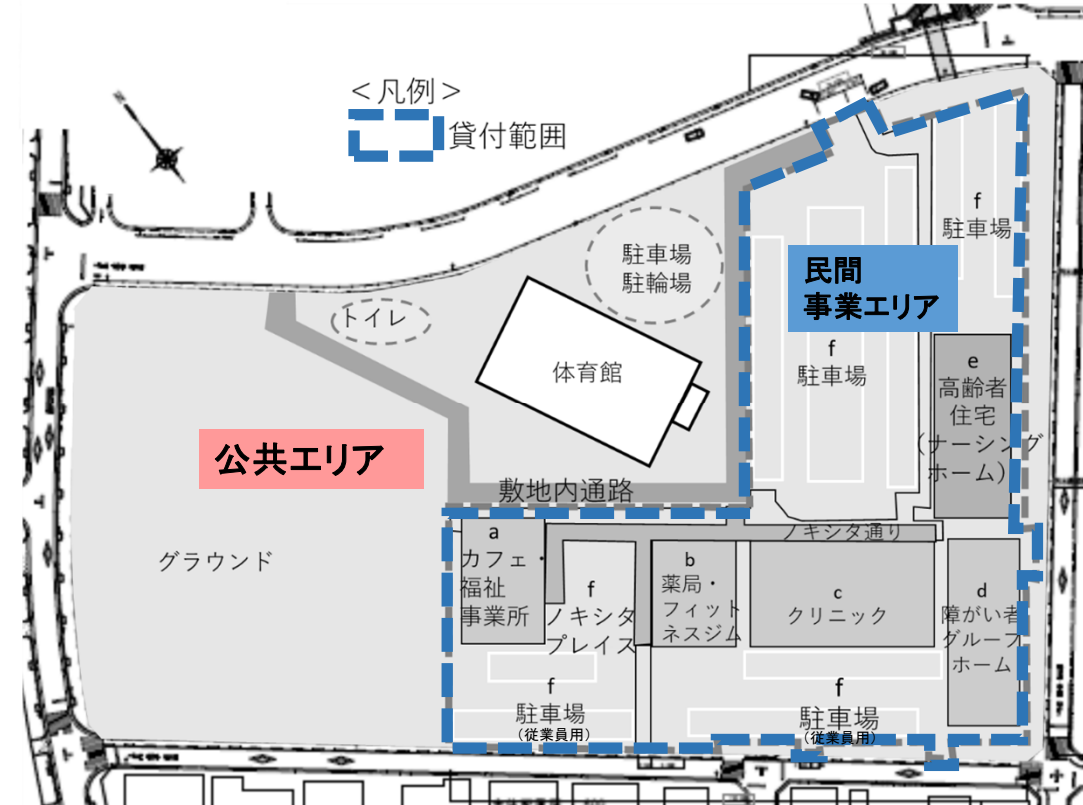 ＜凡例＞
貸付範囲
N
f
駐車場
駐車場
駐輪場
民間
事業エリア
トイレ
f
駐車場
体育館
e
高齢者
住宅
（ナーシング
ホーム）
公共エリア
敷地内通路
ノキシタ通り
a
カフェ・
福祉
事業所
b
薬局・
フィット
ネスジム
c
クリニック
d
障がい者
グループ
ホーム
f
ノキシタ
プレイス
グラウンド
f
駐車場
（従業員用）
f
駐車場
（従業員用）